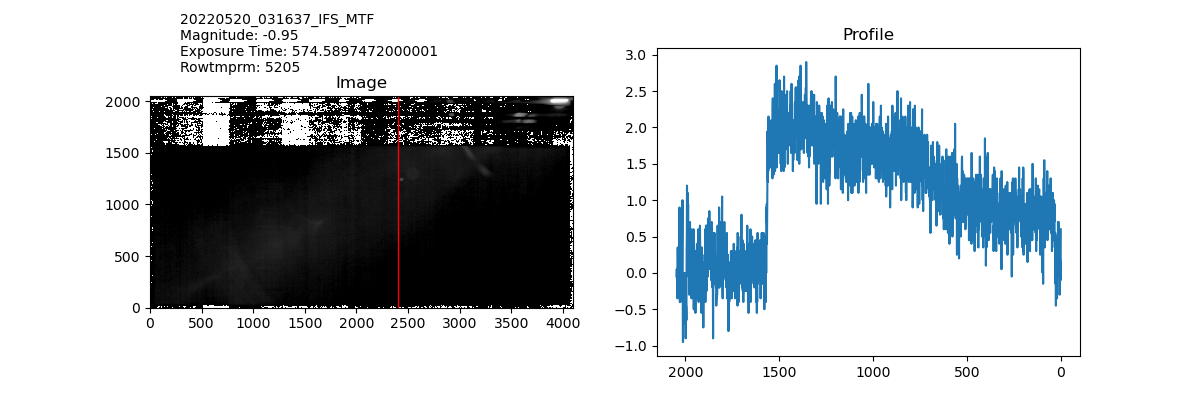 20220520_031637_IFS_MTF
Magnitude: -0.95
Exposure Time: 574.5897472000001
Rowtmprm: 5205
Image
2000
1500
1000
500
0
0 500 1000 1500 2000 2500 3000 3500 4000
Profile
3.0
2.5
2.0
1.5
1.0
0.5
0.0
−0.5
−1.0
2000 1500 1000 500 0